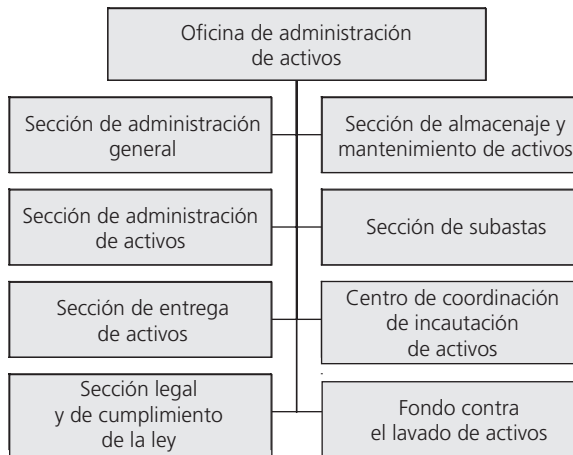 Oficina de administración
de activos
Sección de administración
general
Sección de almacenaje y
mantenimiento de activos
Sección de administración
de activos
Sección de subastas
Sección de entrega
de activos
Centro de coordinación
de incautación
de activos
Sección legal
y de cumplimiento
de la ley
Fondo contra
el lavado de activos